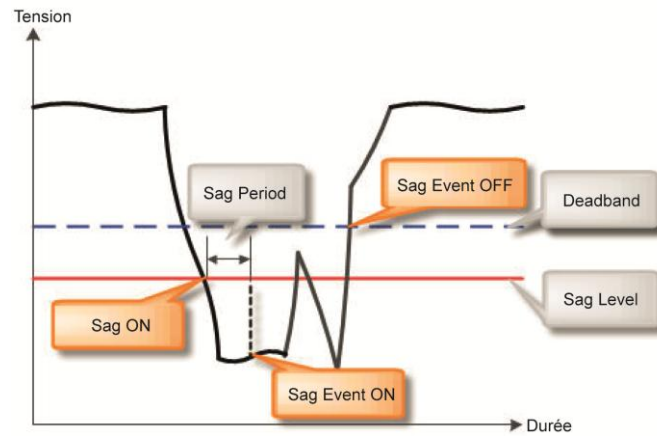 Tension
Sag Period
Sag Event OFF
Deadband
Sag ON
Sag Level
Sag Event ON
Durée